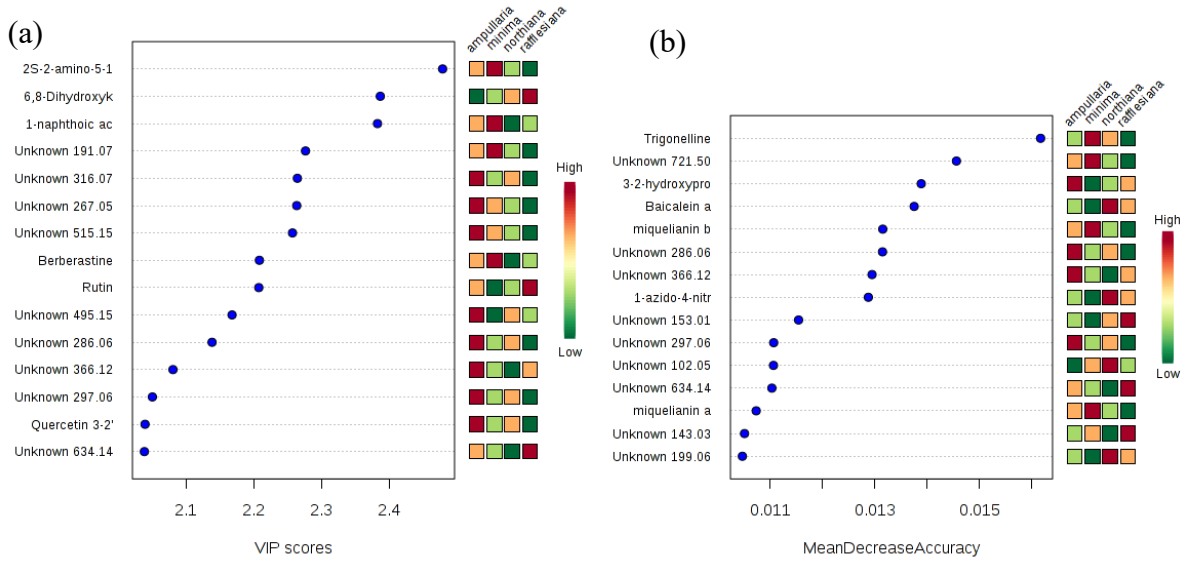 (a)
ampullaria
minima
northiana
rafflesiana
2S-2-amino-5-1
6,8-Dihydroxyk
1-naphthoic ac
Unknown 191.07
Unknown 316.07
Unknown 267.05
Unknown 515.15
Berberastine
Rutin
Unknown 495.15
Unknown 286.06
Unknown 366.12
Unknown 297.06
Quercetin 3-2'
Unknown 634.14
High
Low
2.1 2.2 2.3 2.4
VIP scores
(b)
ampullaria
minima
northiana
rafflesiana
Trigonelline
Unknown 721.50
3-2-hydroxypro
Baicalein a
miquelianin b
Unknown 286.06
Unknown 366.12
1-azido-4-nitr
Unknown 153.01
Unknown 297.06
Unknown 102.05
Unknown 634.14
miquelianin a
Unknown 143.03
Unknown 199.06
High
Low
0.011 0.013 0.015
MeanDecreaseAccuracy